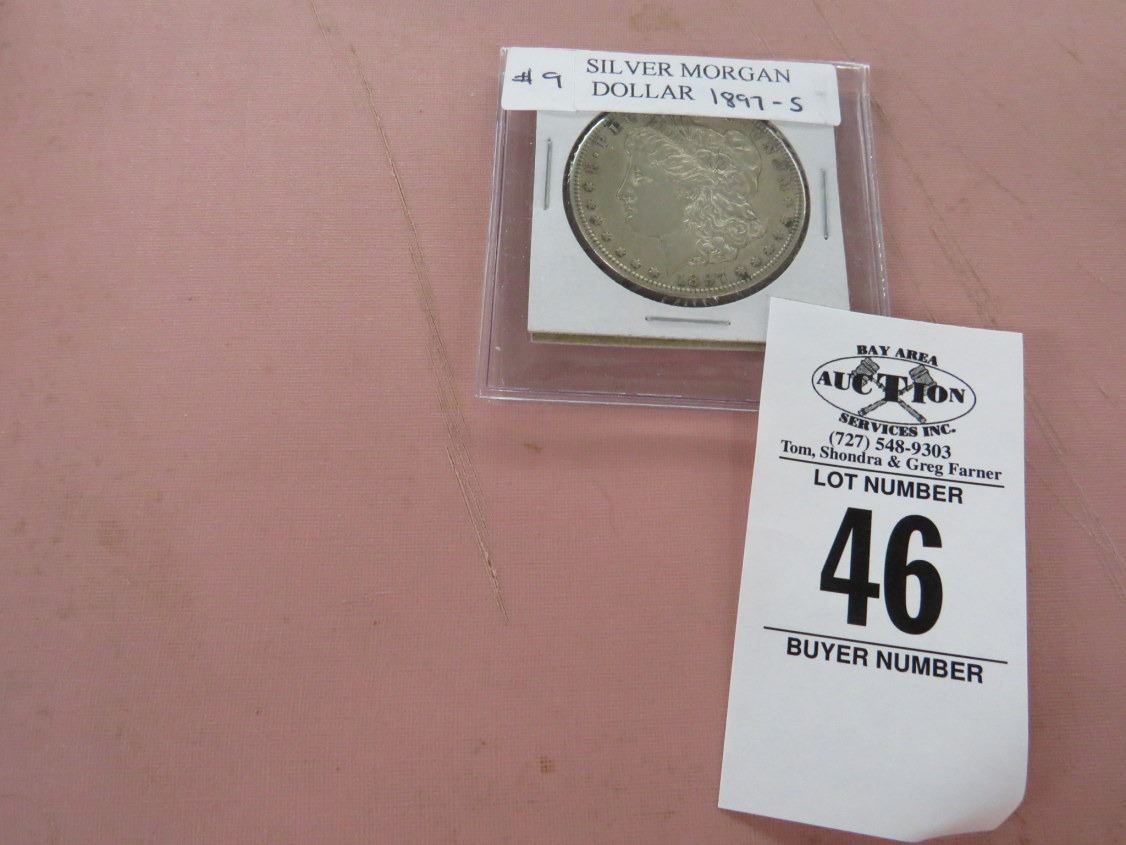 # 9 SILVER MORGAN
DOLLAR 1897-S
1897
BAY AREA
AUCTION
SERVICES INC.
(727) 548-9303
Tom, Shondra & Greg Farner
LOT NUMBER
46
BUYER NUMBER